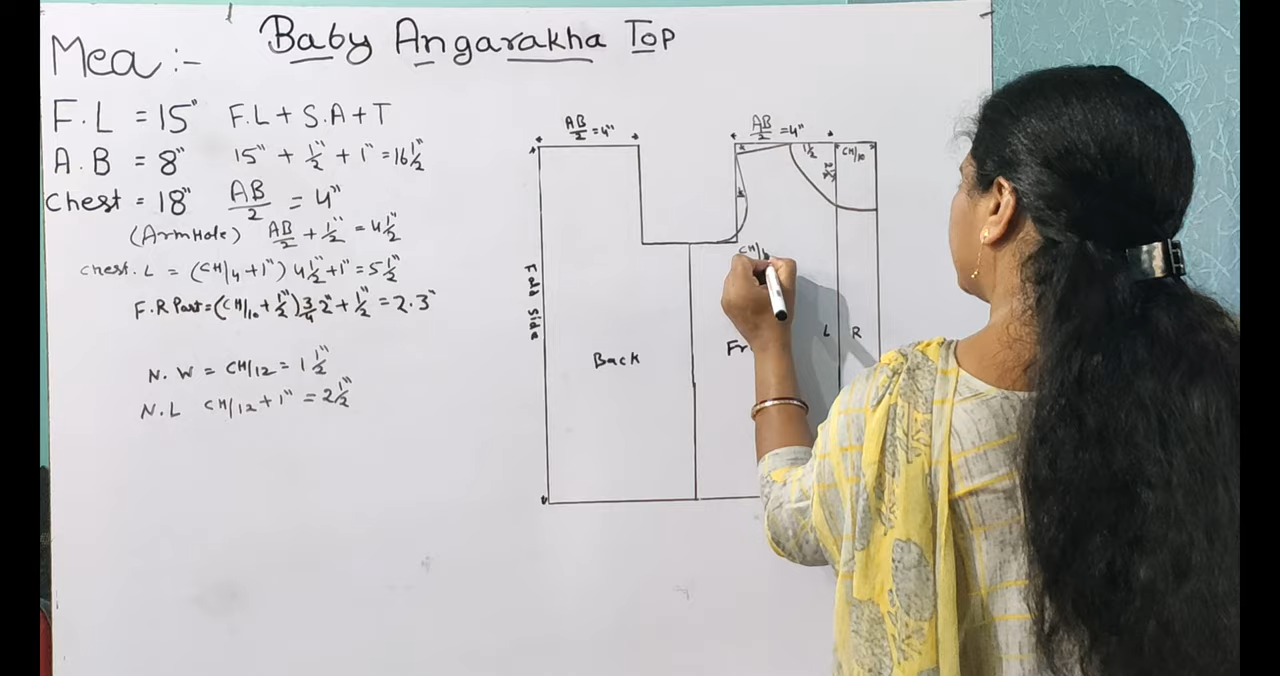 Baby Angarakha Top
Mea :-
F.L = 15" F.L + S.A + T
A.B = 8" 15" + 1/2" + 1" = 16 1/2"
Chest = 18" AB/2 = 4"
(ArmHole) AB/2 + 1/2" = 4 1/2"
Chest.L = (CH/4 + 1") 4 1/2" + 1" = 5 1/2"
F.R Part = (CH/10 + 1/2") 3/4 2" + 1/2" = 2.3"
N.W = CH/12 = 1 1/2"
N.L CH/12 + 1" = 2 1/2"
AB/2 = 4"
Fold Side
Back
AB/2 = 4"
1 1/2
CH/10
CH/
Fr
L R